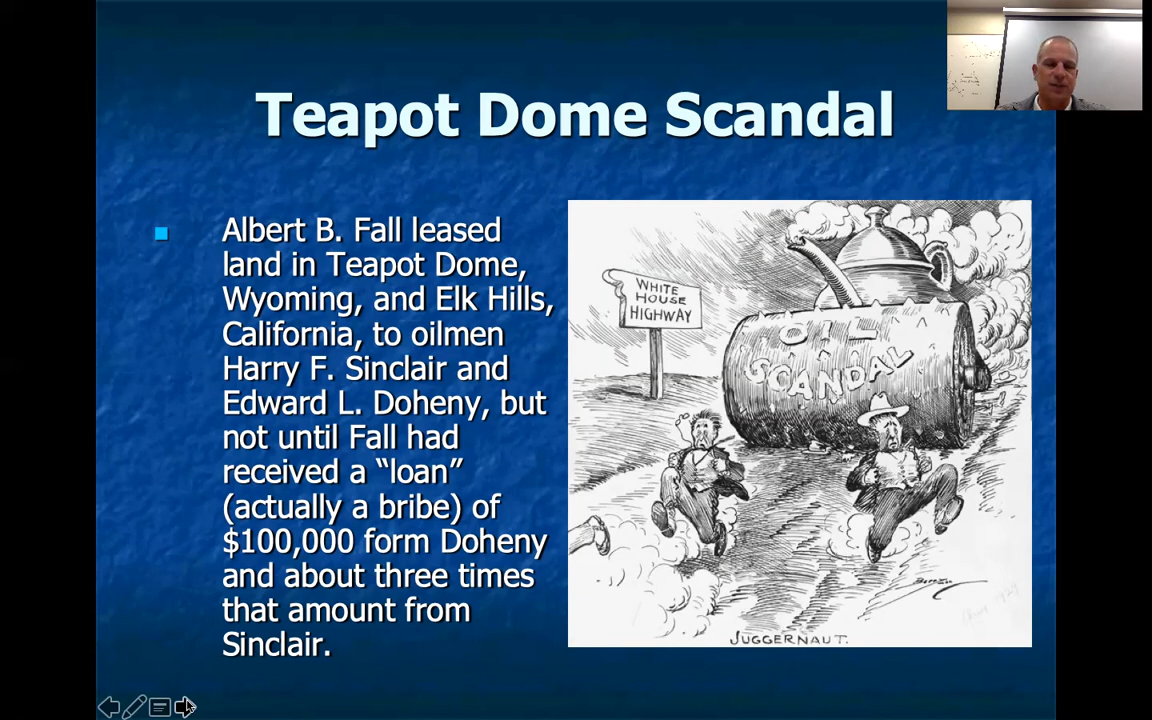 Teapot Dome Scandal
Albert B. Fall leased
land in Teapot Dome,
Wyoming, and Elk Hills,
California, to oilmen
Harry F. Sinclair and
Edward L. Doheny, but
not until Fall had
received a “loan”
(actually a bribe) of
$100,000 form Doheny
and about three times
that amount from
Sinclair.
WHITE
HOUSE
HIGHWAY
OIL
SCANDAL
JUGGERNAUT.